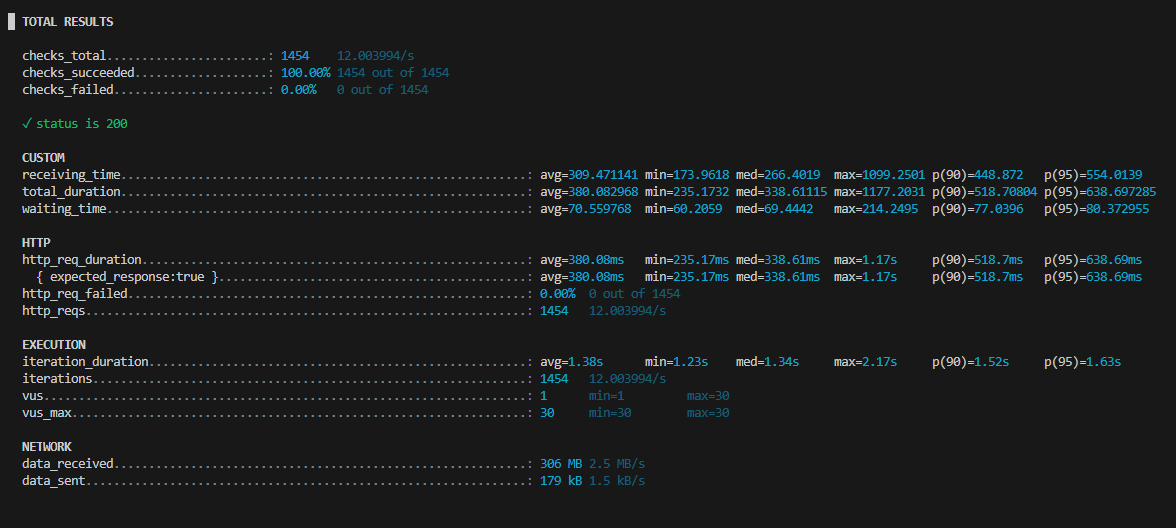 TOTAL RESULTS
checks_total.......................: 1454 12.003994/s
checks_succeeded...................: 100.00% 1454 out of 1454
checks_failed......................: 0.00% 0 out of 1454
✓ status is 200
CUSTOM
receiving_time..........................................................: avg=309.471141 min=173.9618 med=266.4019 max=1099.2501 p(90)=448.872 p(95)=554.0139
total_duration..........................................................: avg=380.082968 min=235.1732 med=338.61115 max=1177.2031 p(90)=518.70804 p(95)=638.697285
waiting_time............................................................: avg=70.559768 min=60.2059 med=69.4442 max=214.2495 p(90)=77.0396 p(95)=80.372955
HTTP
http_req_duration.......................................................: avg=380.08ms min=235.17ms med=338.61ms max=1.17s p(90)=518.7ms p(95)=638.69ms
{ expected_response:true }............................................: avg=380.08ms min=235.17ms med=338.61ms max=1.17s p(90)=518.7ms p(95)=638.69ms
http_req_failed.........................................................: 0.00% 0 out of 1454
http_reqs...............................................................: 1454 12.003994/s
EXECUTION
iteration_duration......................................................: avg=1.38s min=1.23s med=1.34s max=2.17s p(90)=1.52s p(95)=1.63s
iterations..............................................................: 1454 12.003994/s
vus.....................................................................: 1 min=1 max=30
vus_max.................................................................: 30 min=30 max=30
NETWORK
data_received...........................................................: 306 MB 2.5 MB/s
data_sent...............................................................: 179 kB 1.5 kB/s